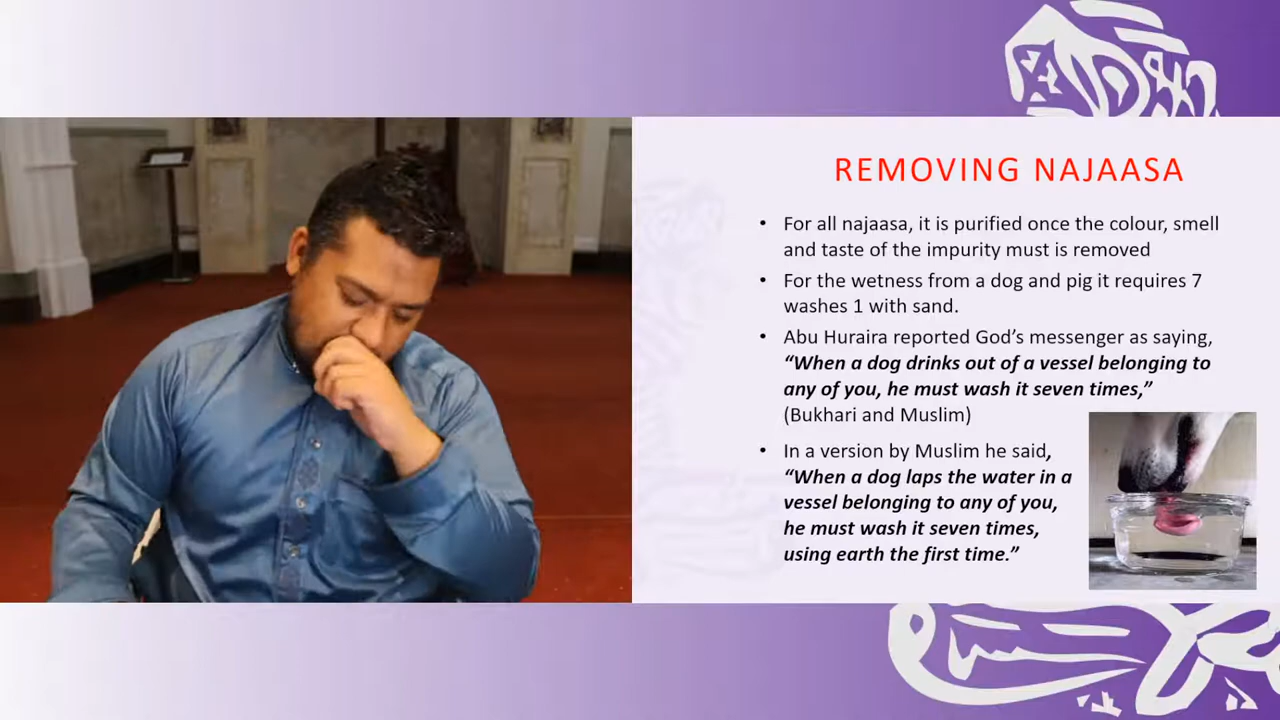 REMOVING NAJAASA
• For all najaasa, it is purified once the colour, smell
and taste of the impurity must is removed
• For the wetness from a dog and pig it requires 7
washes 1 with sand.
• Abu Huraira reported God’s messenger as saying,
“When a dog drinks out of a vessel belonging to
any of you, he must wash it seven times,”
(Bukhari and Muslim)
• In a version by Muslim he said,
“When a dog laps the water in a
vessel belonging to any of you,
he must wash it seven times,
using earth the first time.”